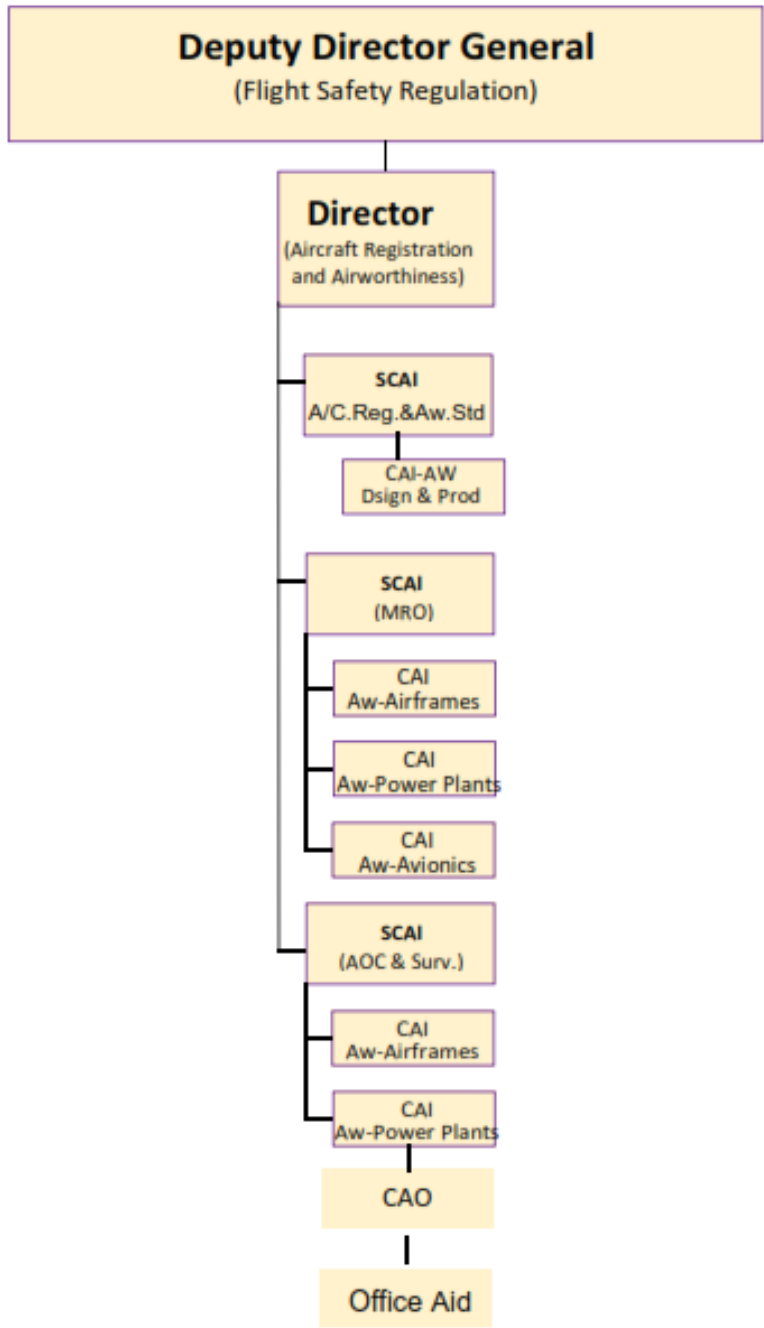 Deputy Director General
(Flight Safety Regulation)
Director
(Aircraft Registration
and Airworthiness)
SCAI
A/C.Reg.&Aw.Std
CAI-AW
Dsign & Prod
SCAI
(MRO)
CAI
Aw-Airframes
CAI
Aw-Power Plants
CAI
Aw-Avionics
SCAI
(AOC & Surv.)
CAI
Aw-Airframes
CAI
Aw-Power Plants
CAO
Office Aid